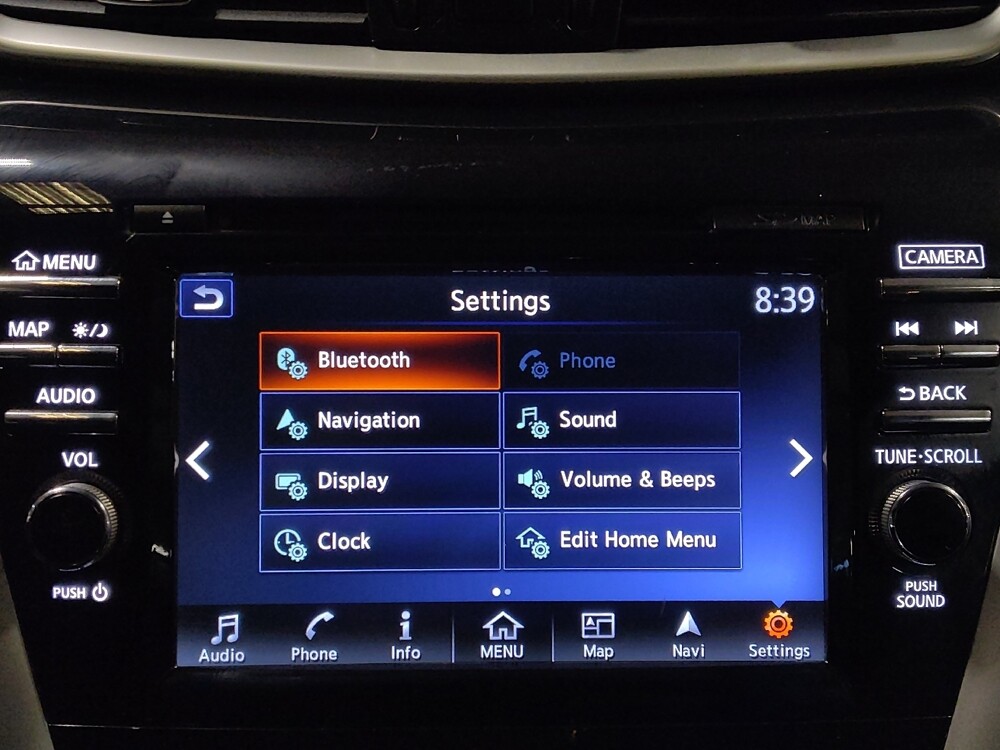 MENU
MAP
AUDIO
VOL
PUSH
Settings
8:39
Bluetooth
Phone
Navigation
Sound
Display
Volume & Beeps
Clock
Edit Home Menu
Audio
Phone
Info
MENU
Map
Navi
Settings
CAMERA
BACK
TUNE·SCROLL
PUSH
SOUND